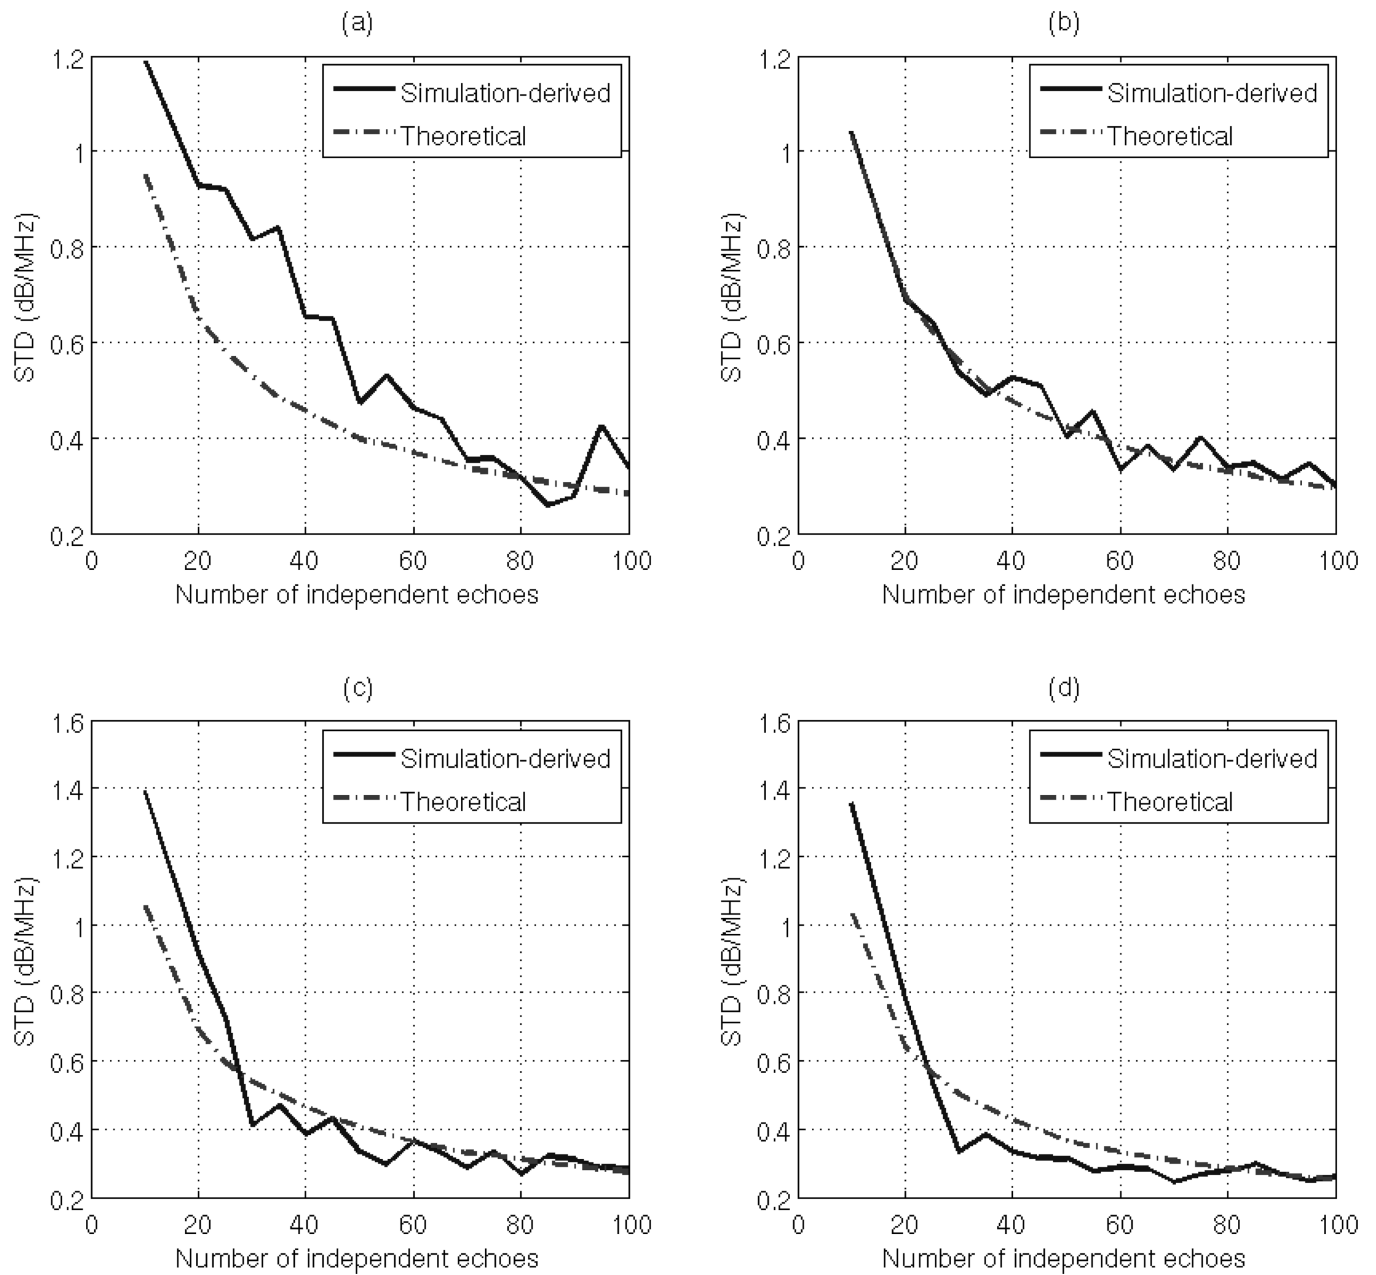 (a)
1.2
1
0.8
0.6
0.4
0.2
STD (dB/MHz)
Simulation-derived
Theoretical
0 20 40 60 80 100
Number of independent echoes
(b)
1.2
1
0.8
0.6
0.4
0.2
STD (dB/MHz)
Simulation-derived
Theoretical
0 20 40 60 80 100
Number of independent echoes
(c)
1.6
1.4
1.2
1
0.8
0.6
0.4
0.2
STD (dB/MHz)
Simulation-derived
Theoretical
0 20 40 60 80 100
Number of independent echoes
(d)
1.6
1.4
1.2
1
0.8
0.6
0.4
0.2
STD (dB/MHz)
Simulation-derived
Theoretical
0 20 40 60 80 100
Number of independent echoes